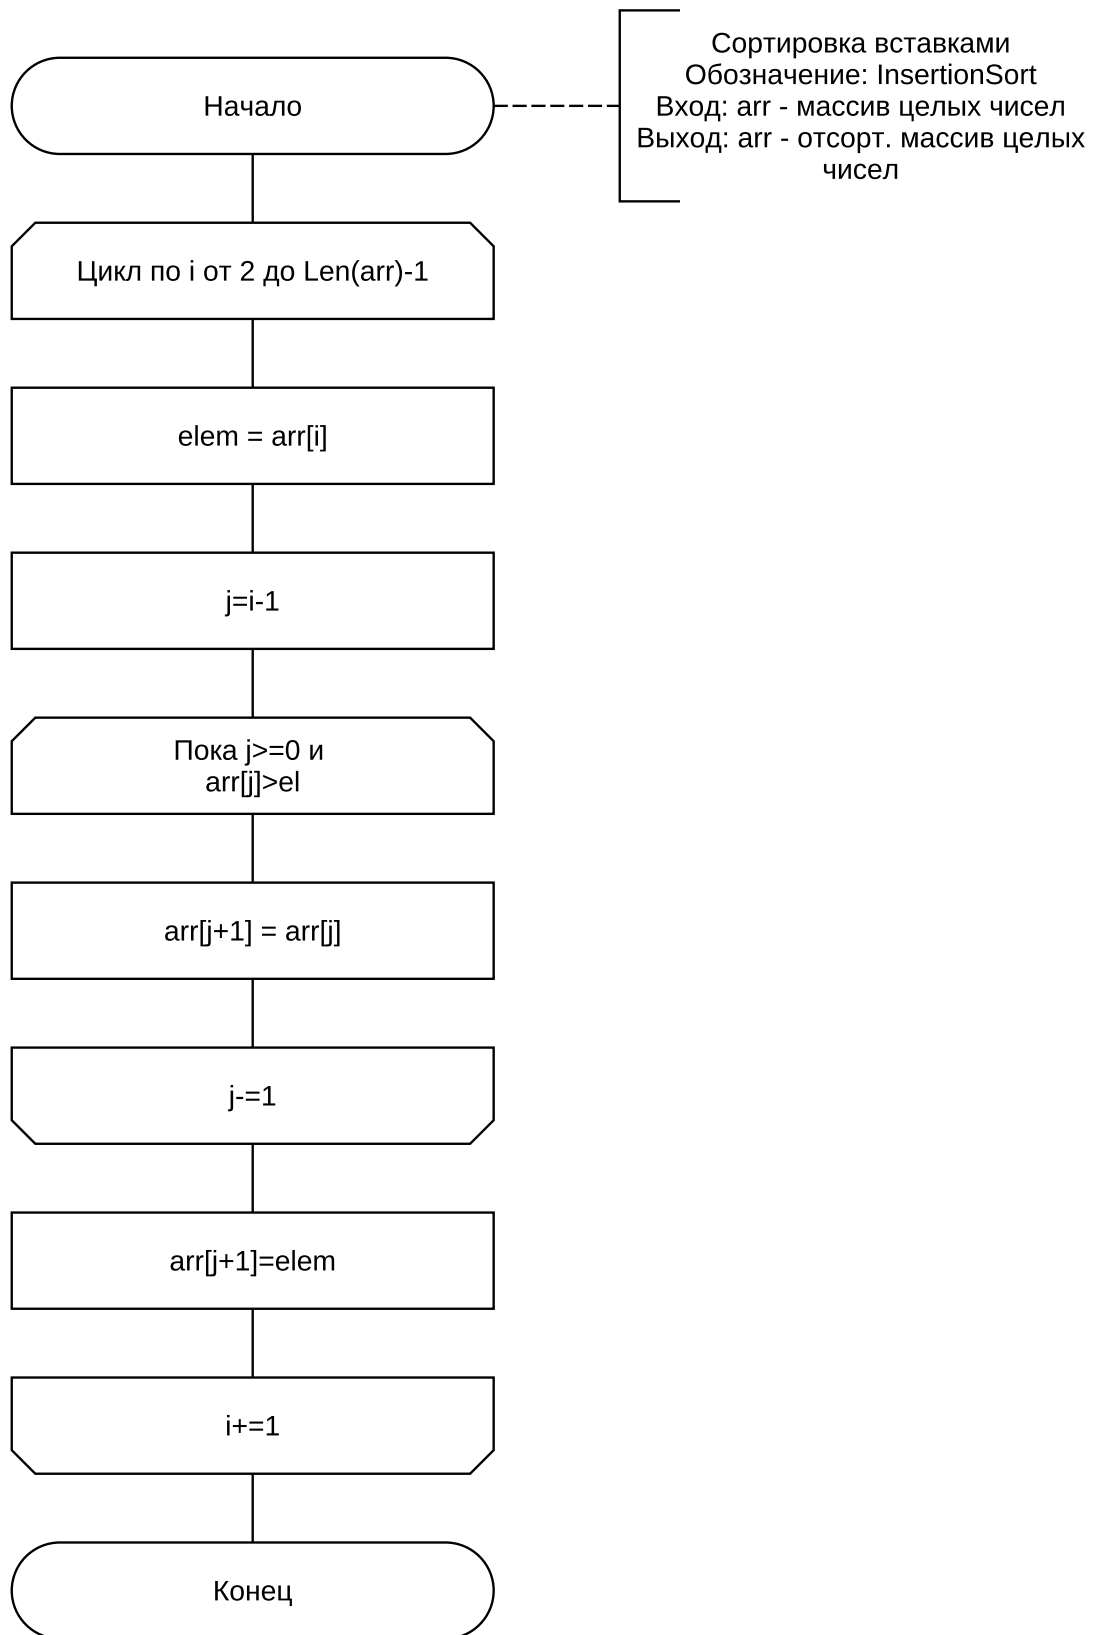 Начало
Сортировка вставками
Обозначение: InsertionSort
Вход: arr - массив целых чисел
Выход: arr - отсорт. массив целых
чисел
Цикл по i от 2 до Len(arr)-1
elem = arr[i]
j=i-1
Пока j>=0 и
arr[j]>el
arr[j+1] = arr[j]
j-=1
arr[j+1]=elem
i+=1
Конец